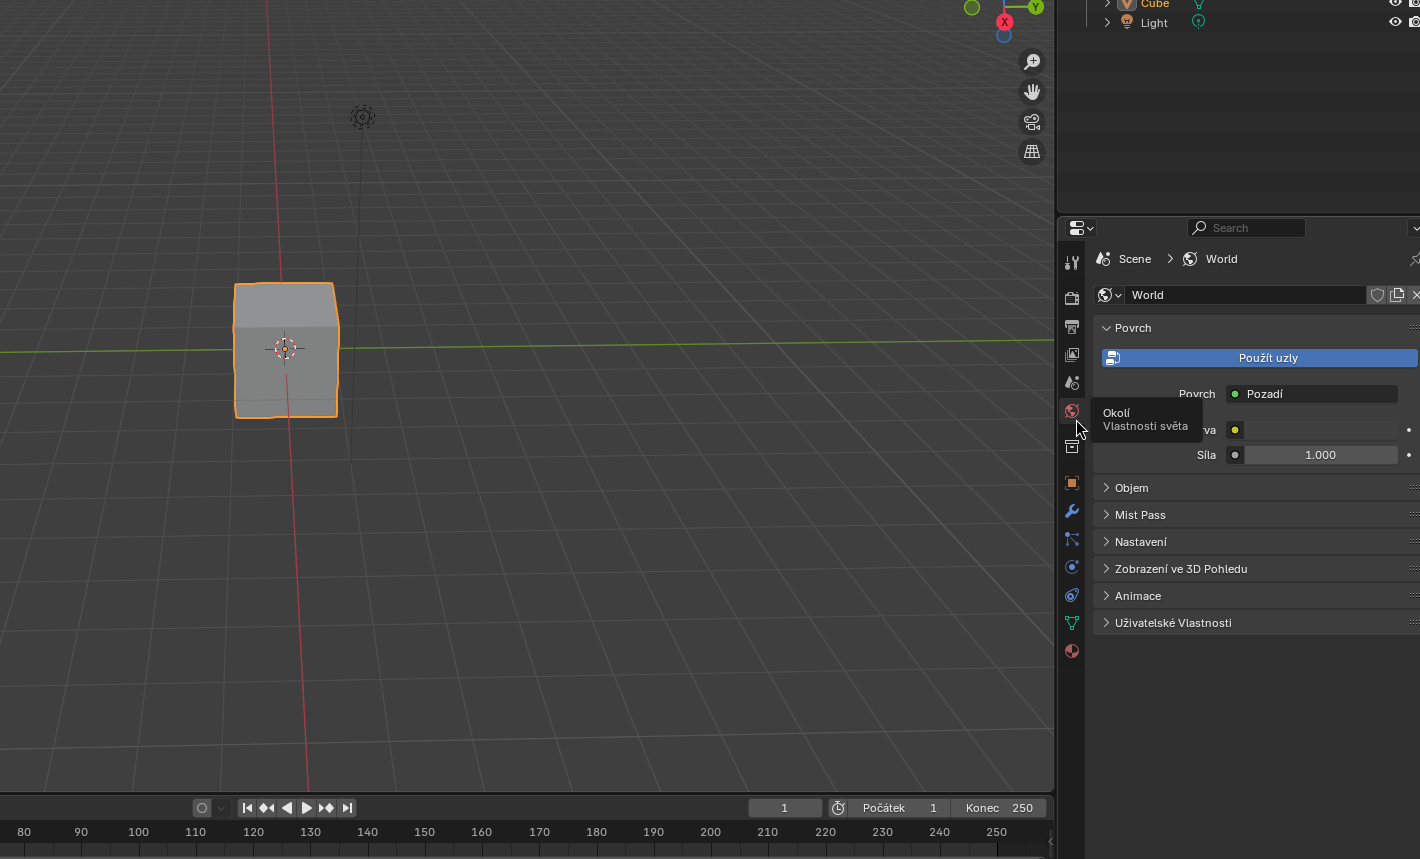 Cube
Y
X
Light
Search
Scene
World
World
Povrch
Použít uzly
Povrch
Pozadí
Okolí
Vlastnosti světa
rva
Síla
1.000
Objem
Mist Pass
Nastavení
Zobrazení ve 3D Pohledu
Animace
Uživatelské Vlastnosti
1
Počátek 1
Konec 250
80 90 100 110 120 130 140 150 160 170 180 190 200 210 220 230 240 250